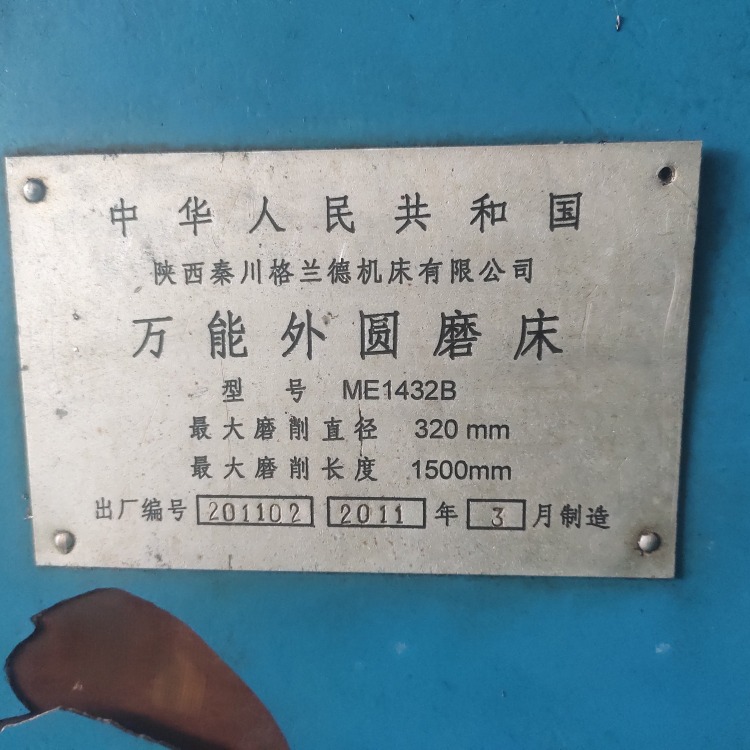 中华人民共和国
陕西秦川格兰德机床有限公司
万能外圆磨床
型号 ME1432B
最大磨削直径 320 mm
最大磨削长度 1500mm
出厂编号 201102 2011 年 3 月制造